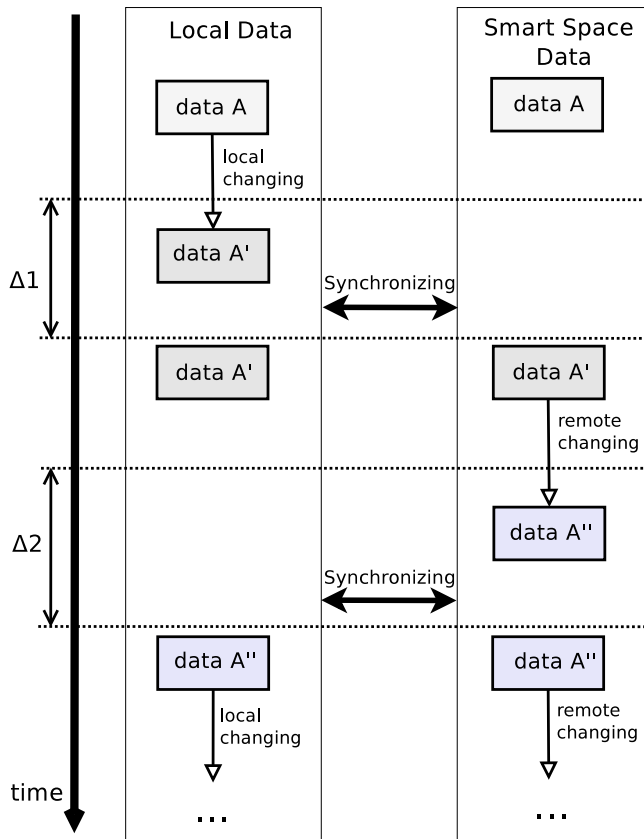 Local Data
Smart Space
Data
data A
data A
local
changing
data A'
Δ1
Synchronizing
data A'
data A'
remote
changing
Δ2
data A''
Synchronizing
data A''
data A''
local
changing
remote
changing
time
...
...